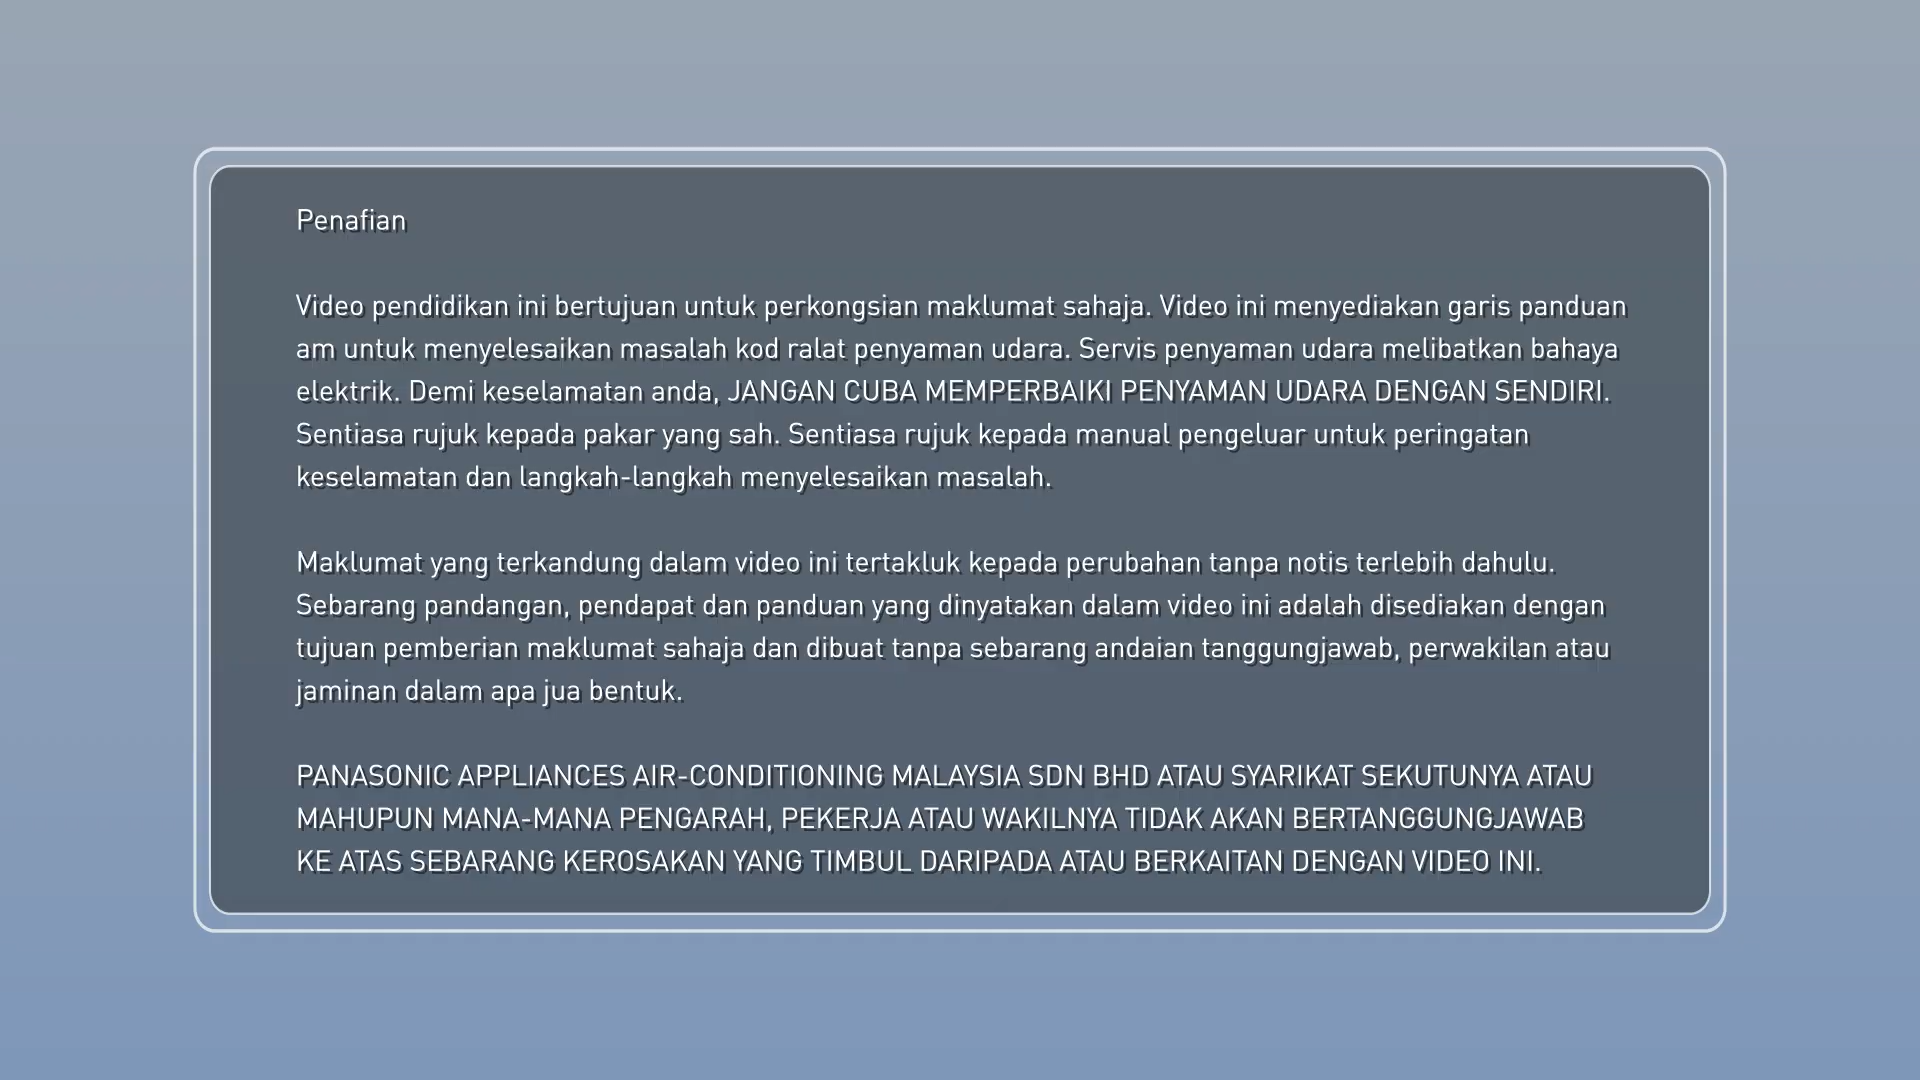 Penafian
Video pendidikan ini bertujuan untuk perkongsian maklumat sahaja. Video ini menyediakan garis panduan
am untuk menyelesaikan masalah kod ralat penyaman udara. Servis penyaman udara melibatkan bahaya
elektrik. Demi keselamatan anda, JANGAN CUBA MEMPERBAIKI PENYAMAN UDARA DENGAN SENDIRI.
Sentiasa rujuk kepada pakar yang sah. Sentiasa rujuk kepada manual pengeluar untuk peringatan
keselamatan dan langkah-langkah menyelesaikan masalah.
Maklumat yang terkandung dalam video ini tertakluk kepada perubahan tanpa notis terlebih dahulu.
Sebarang pandangan, pendapat dan panduan yang dinyatakan dalam video ini adalah disediakan dengan
tujuan pemberian maklumat sahaja dan dibuat tanpa sebarang andaian tanggungjawab, perwakilan atau
jaminan dalam apa jua bentuk.
PANASONIC APPLIANCES AIR-CONDITIONING MALAYSIA SDN BHD ATAU SYARIKAT SEKUTUNYA ATAU
MAHUPUN MANA-MANA PENGARAH, PEKERJA ATAU WAKILNYA TIDAK AKAN BERTANGGUNGJAWAB
KE ATAS SEBARANG KEROSAKAN YANG TIMBUL DARIPADA ATAU BERKAITAN DENGAN VIDEO INI.